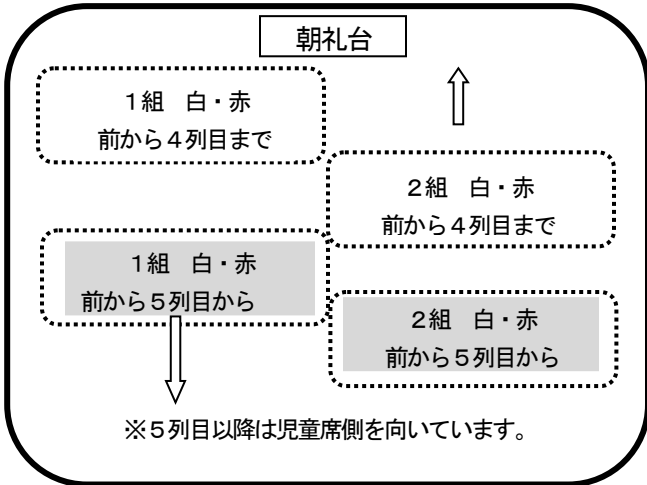 朝礼台
1組 白・赤
前から4列目まで
2組 白・赤
前から4列目まで
1組 白・赤
前から5列目から
2組 白・赤
前から5列目から
※5列目以降は児童席側を向いています。